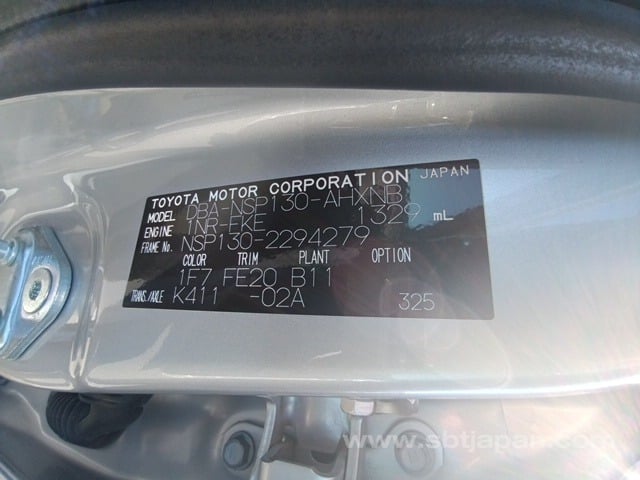 TOYOTA MOTOR CORPORATION JAPAN
MODEL DBA-NSP130-AHXNB
ENGINE 1NR-FKE 1329 mL
FRAME No. NSP130-2294279
COLOR TRIM PLANT OPTION
1F7 FE20 B11
TRANS./AXLE K411 -02A 325
www.sbtjapan.com